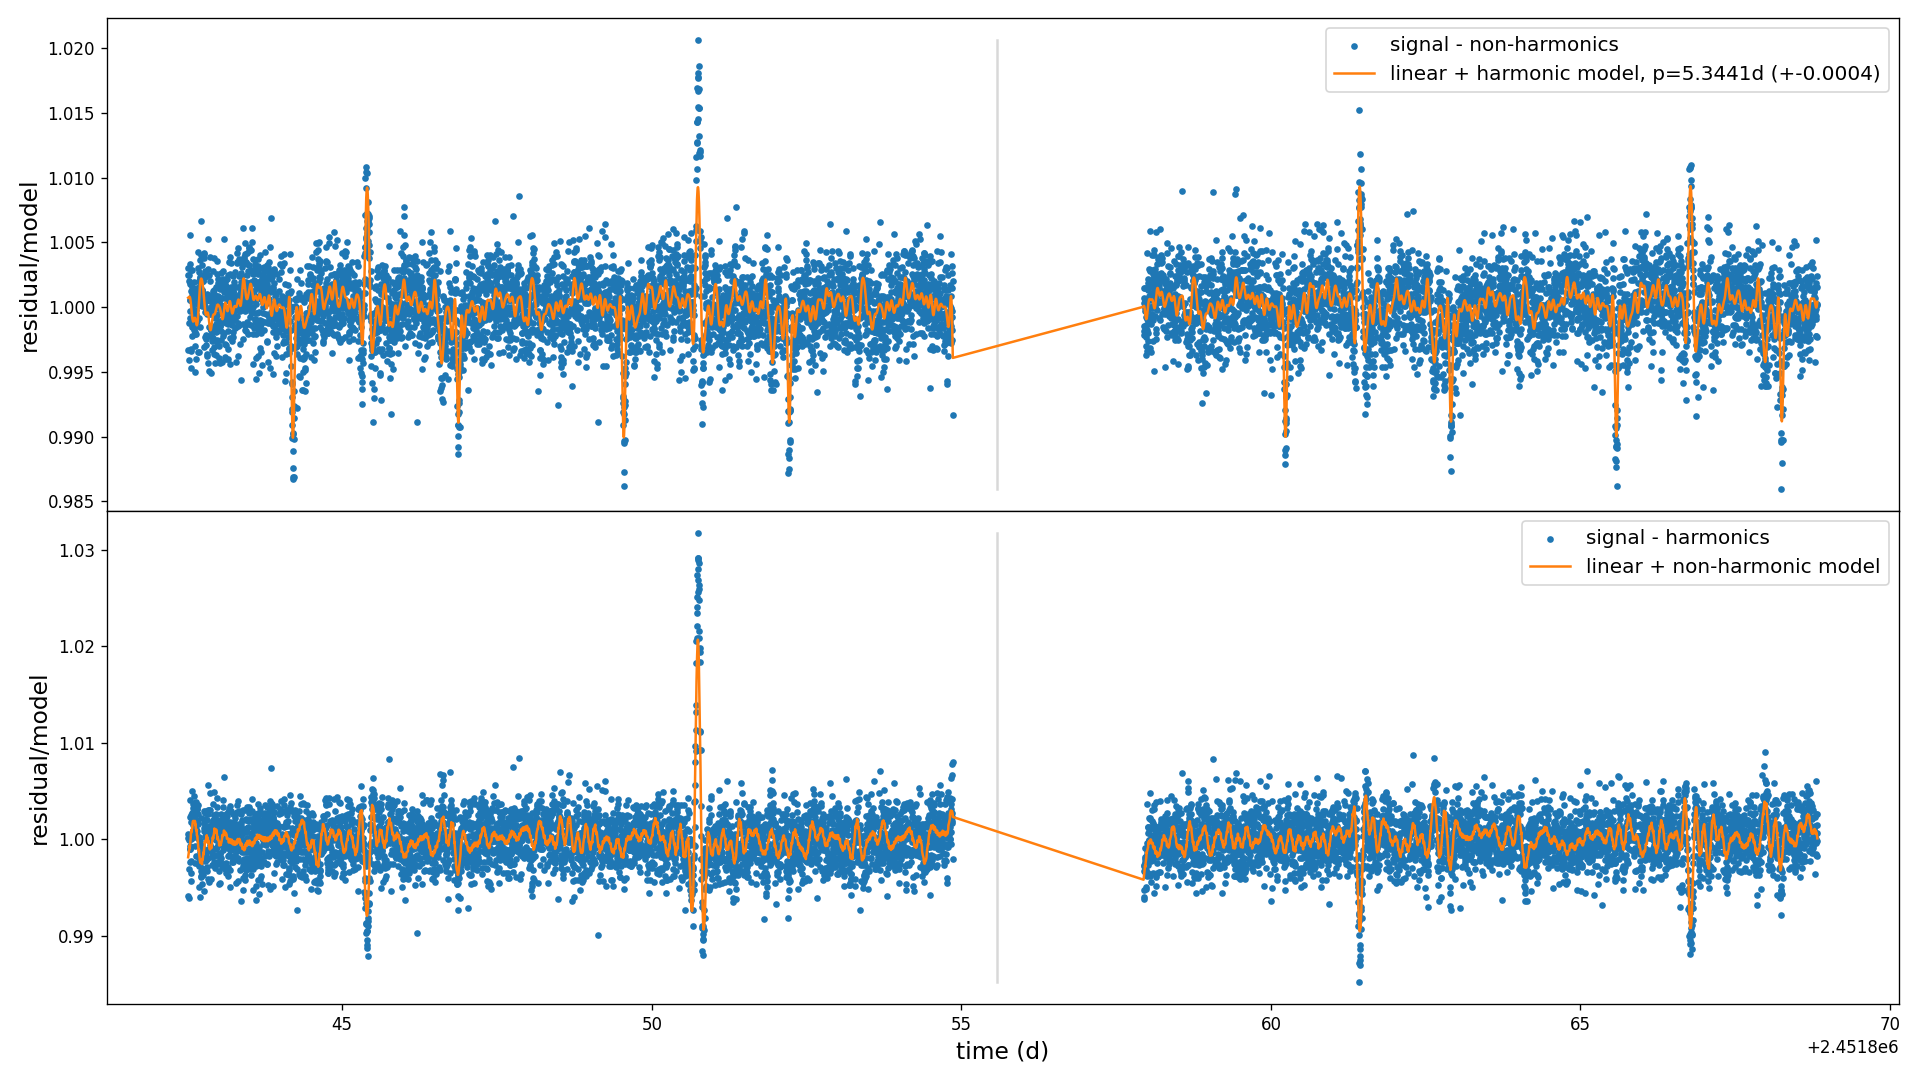 signal - non-harmonics
linear + harmonic model, p=5.3441d (+-0.0004)
residual/model
1.020
1.015
1.010
1.005
1.000
0.995
0.990
0.985
signal - harmonics
linear + non-harmonic model
residual/model
1.03
1.02
1.01
1.00
0.99
45 50 55 60 65 70
time (d)
+2.4518e6